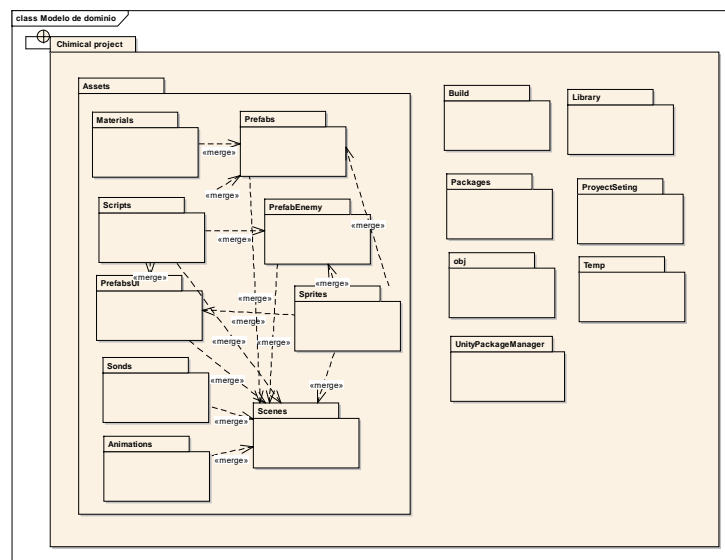 class Modelo de dominio
Chimical project
Assets
Materials
Prefabs
«merge»
«merge»
Scripts
PrefabEnemy
«merge»
«merge»
«merge»
PrefabsUI
«merge»
Sprites
«merge»
«merge»
«merge»
«merge»
Sonds
«merge»
«merge»
Scenes
«merge»
Animations
«merge»
Build
Library
Packages
ProyectSeting
obj
Temp
UnityPackageManager